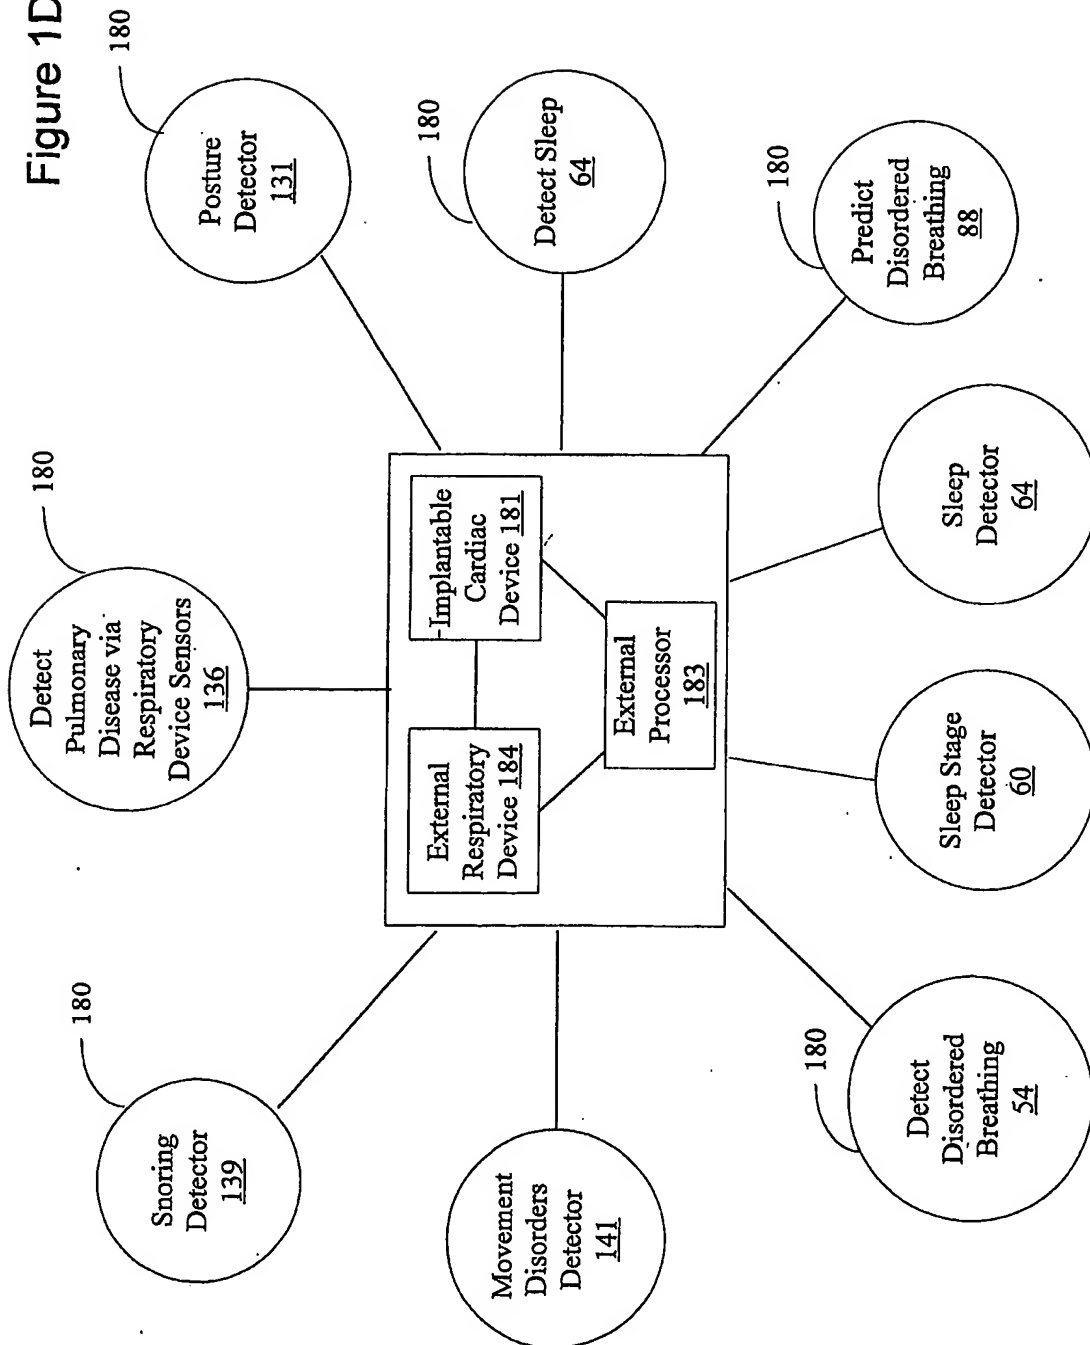 Figure 1D
180
Snoring
Detector
139
180
Detect
Pulmonary
Disease via
Respiratory
Device Sensors
136
180
Posture
Detector
131
Movement
Disorders
Detector
141
External
Respiratory
Device 184
Implantable
Cardiac
Device 181
External
Processor
183
180
Detect Sleep
64
180
Detect
Disordered
Breathing
54
Sleep Stage
Detector
60
Sleep
Detector
64
180
Predict
Disordered
Breathing
88